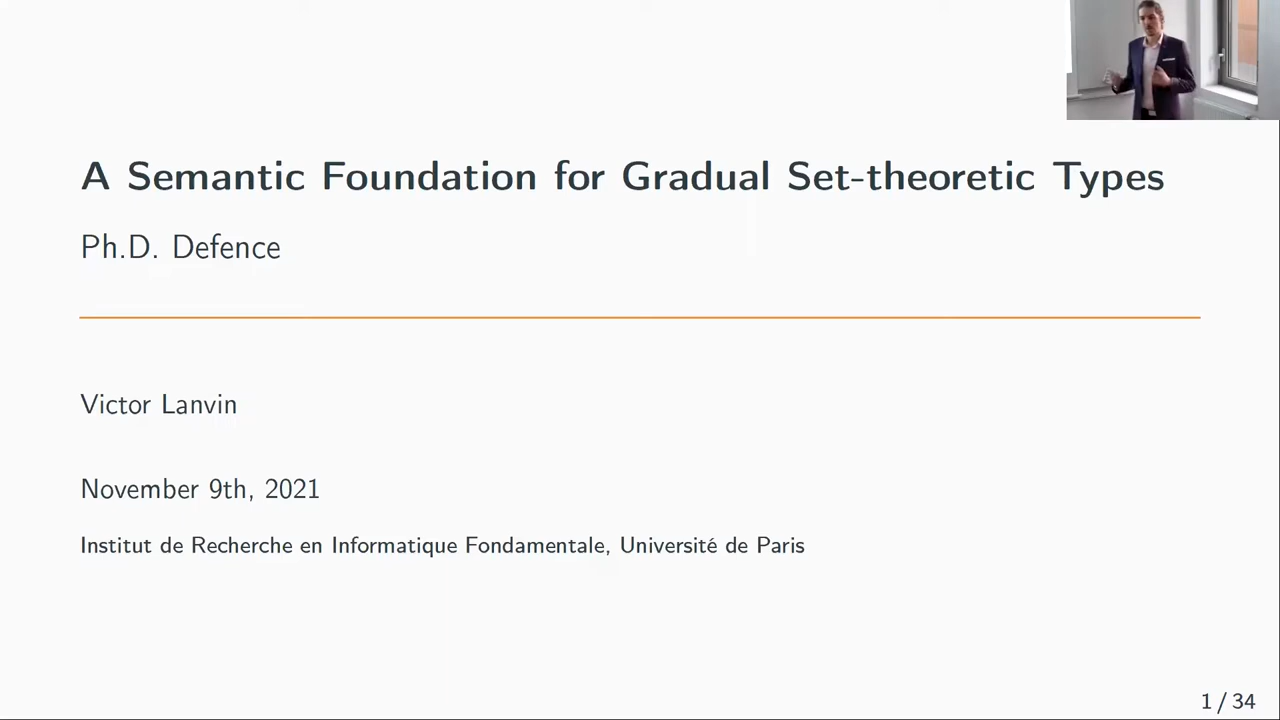 A Semantic Foundation for Gradual Set-theoretic Types
Ph.D. Defence
Victor Lanvin
November 9th, 2021
Institut de Recherche en Informatique Fondamentale, Université de Paris
1 / 34